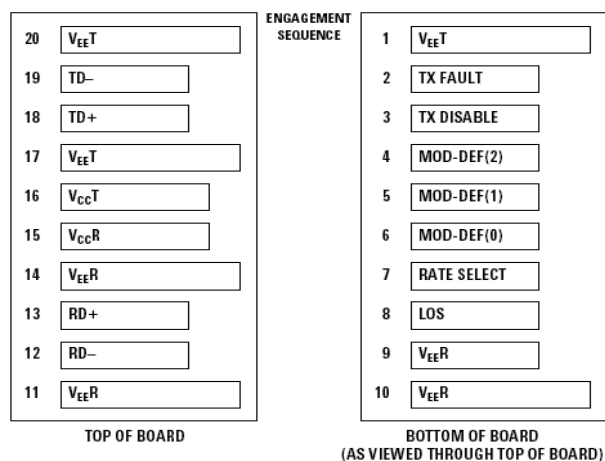 ENGAGEMENT
SEQUENCE
20 VEET
19 TD–
18 TD+
17 VEET
16 VCCT
15 VCCR
14 VEER
13 RD+
12 RD–
11 VEER
TOP OF BOARD
1 VEET
2 TX FAULT
3 TX DISABLE
4 MOD-DEF(2)
5 MOD-DEF(1)
6 MOD-DEF(0)
7 RATE SELECT
8 LOS
9 VEER
10 VEER
BOTTOM OF BOARD
(AS VIEWED THROUGH TOP OF BOARD)